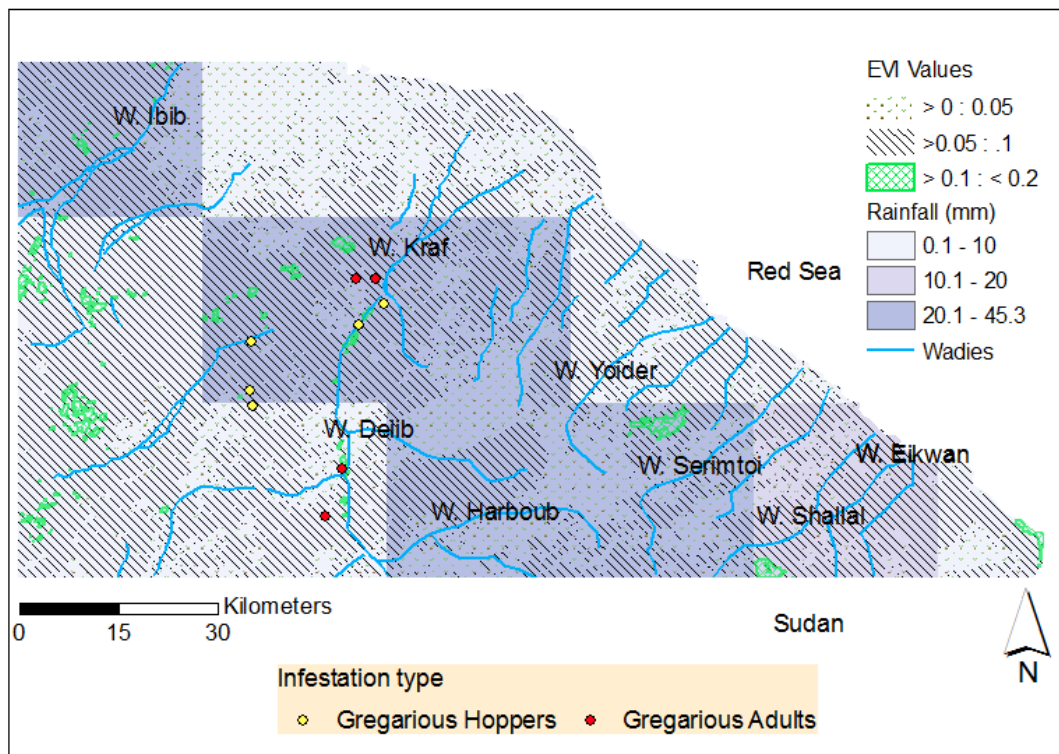 EVI Values
> 0 : 0.05
>0.05 : .1
> 0.1 : < 0.2
Rainfall (mm)
0.1 - 10
10.1 - 20
20.1 - 45.3
Wadies
W. Ibib
W. Kraf
Red Sea
W. Yoider
W. Delib
W. Serimtoi
W. Eikwan
W. Harboub
W. Shallal
Kilometers
0 15 30
Sudan
N
Infestation type
Gregarious Hoppers
Gregarious Adults